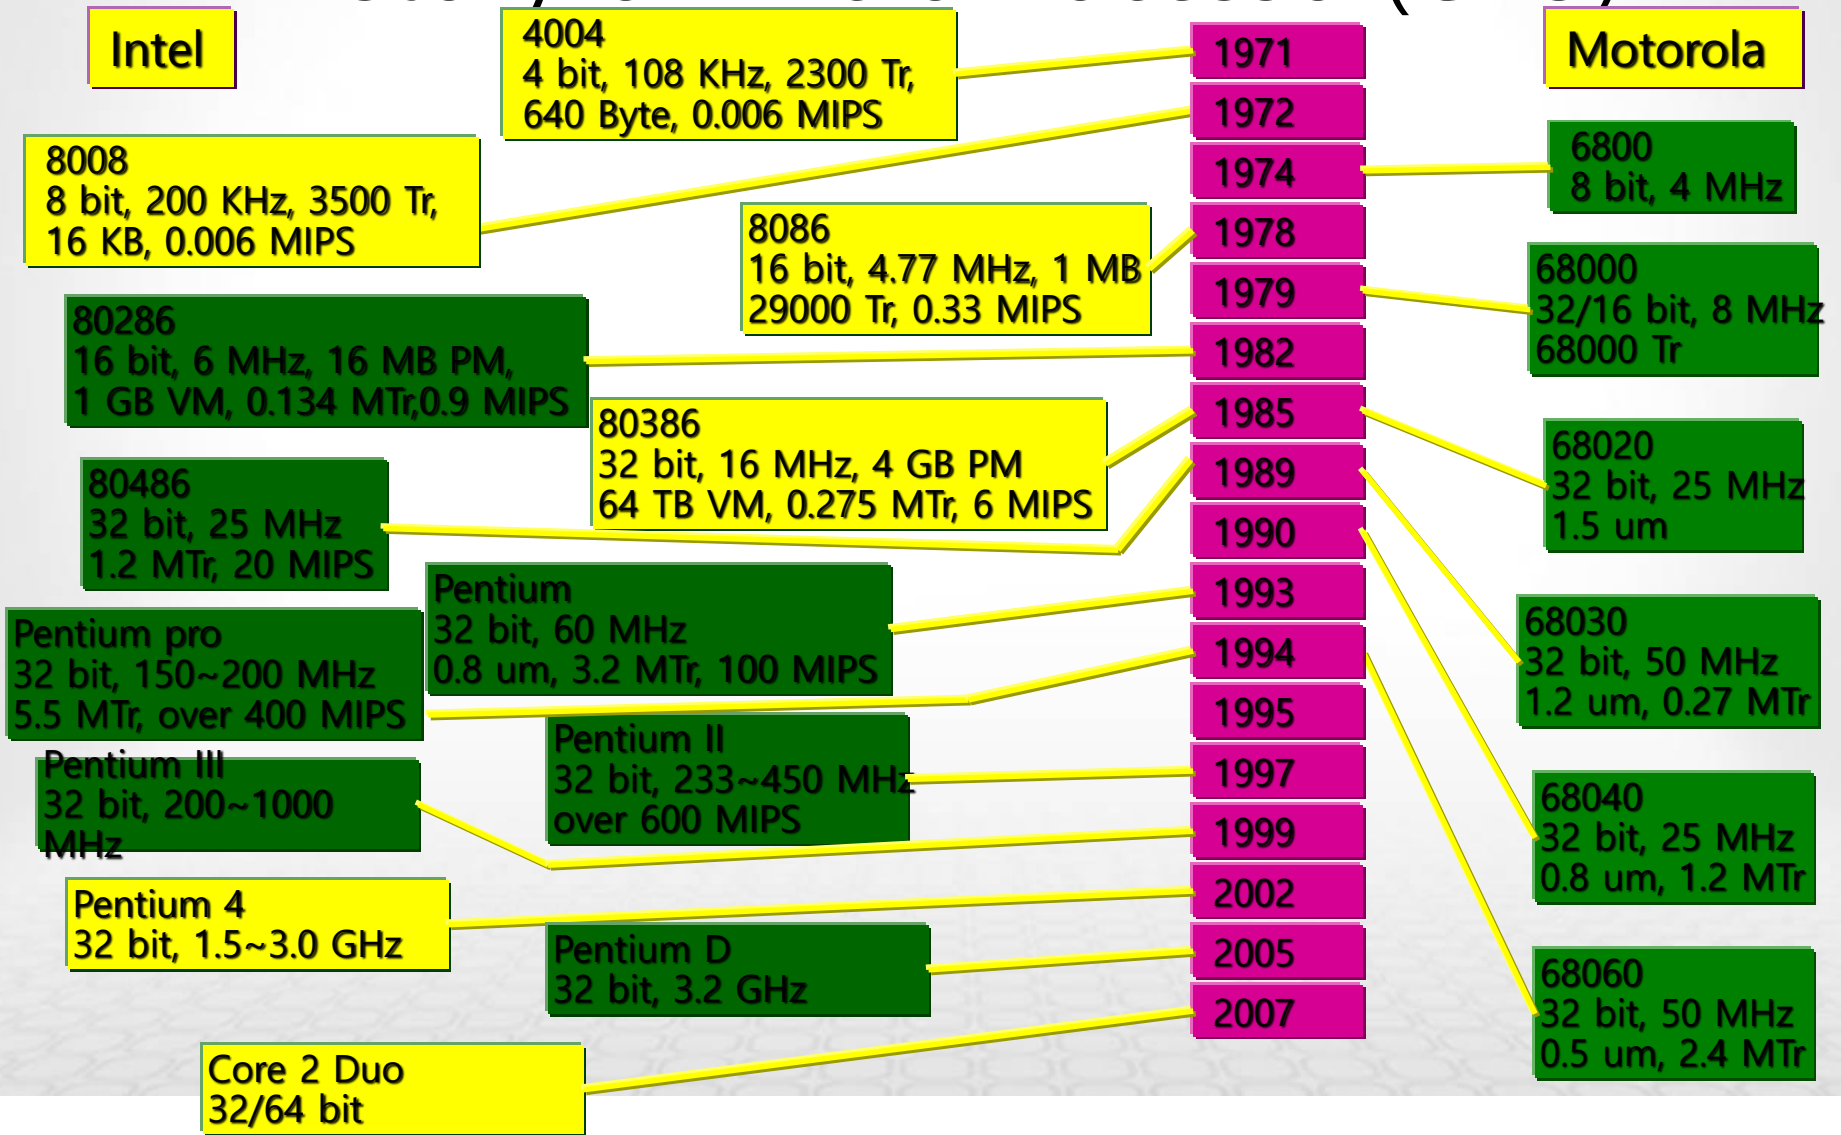 Intel
4004
4 bit, 108 KHz, 2300 Tr,
640 Byte, 0.006 MIPS
8008
8 bit, 200 KHz, 3500 Tr,
16 KB, 0.006 MIPS
8086
16 bit, 4.77 MHz, 1 MB
29000 Tr, 0.33 MIPS
80286
16 bit, 6 MHz, 16 MB PM,
1 GB VM, 0.134 MTr,0.9 MIPS
80386
32 bit, 16 MHz, 4 GB PM
64 TB VM, 0.275 MTr, 6 MIPS
80486
32 bit, 25 MHz
1.2 MTr, 20 MIPS
Pentium
32 bit, 60 MHz
0.8 um, 3.2 MTr, 100 MIPS
Pentium pro
32 bit, 150~200 MHz
5.5 MTr, over 400 MIPS
Pentium II
32 bit, 233~450 MHz
over 600 MIPS
Pentium III
32 bit, 200~1000
MHz
Pentium 4
32 bit, 1.5~3.0 GHz
Pentium D
32 bit, 3.2 GHz
Core 2 Duo
32/64 bit
1971
1972
1974
1978
1979
1982
1985
1989
1990
1993
1994
1995
1997
1999
2002
2005
2007
Motorola
6800
8 bit, 4 MHz
68000
32/16 bit, 8 MHz
68000 Tr
68020
32 bit, 25 MHz
1.5 um
68030
32 bit, 50 MHz
1.2 um, 0.27 MTr
68040
32 bit, 25 MHz
0.8 um, 1.2 MTr
68060
32 bit, 50 MHz
0.5 um, 2.4 MTr